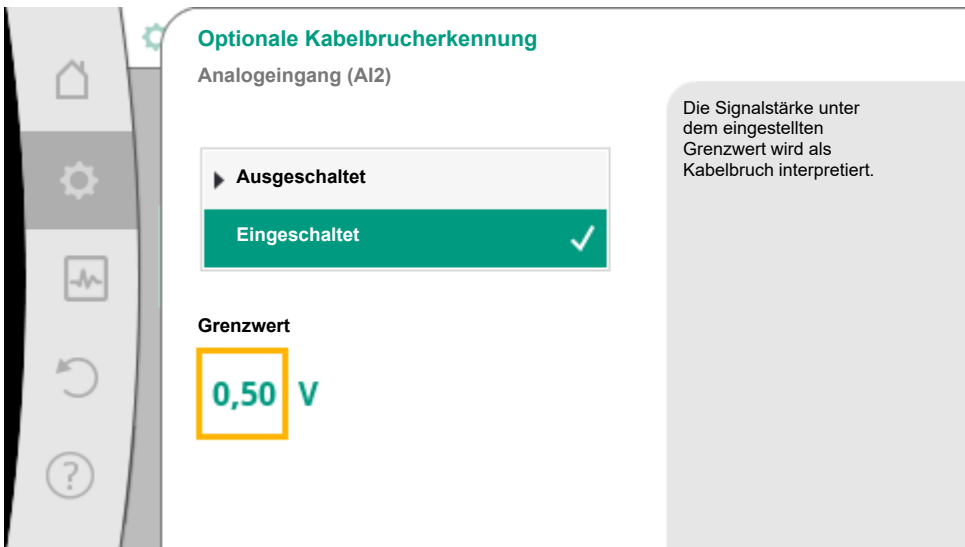 Optionale Kabelbrucherkennung
Analogeingang (AI2)
Ausgeschaltet
Eingeschaltet
Grenzwert
0,50 V
Die Signalstärke unter
dem eingestellten
Grenzwert wird als
Kabelbruch interpretiert.
?